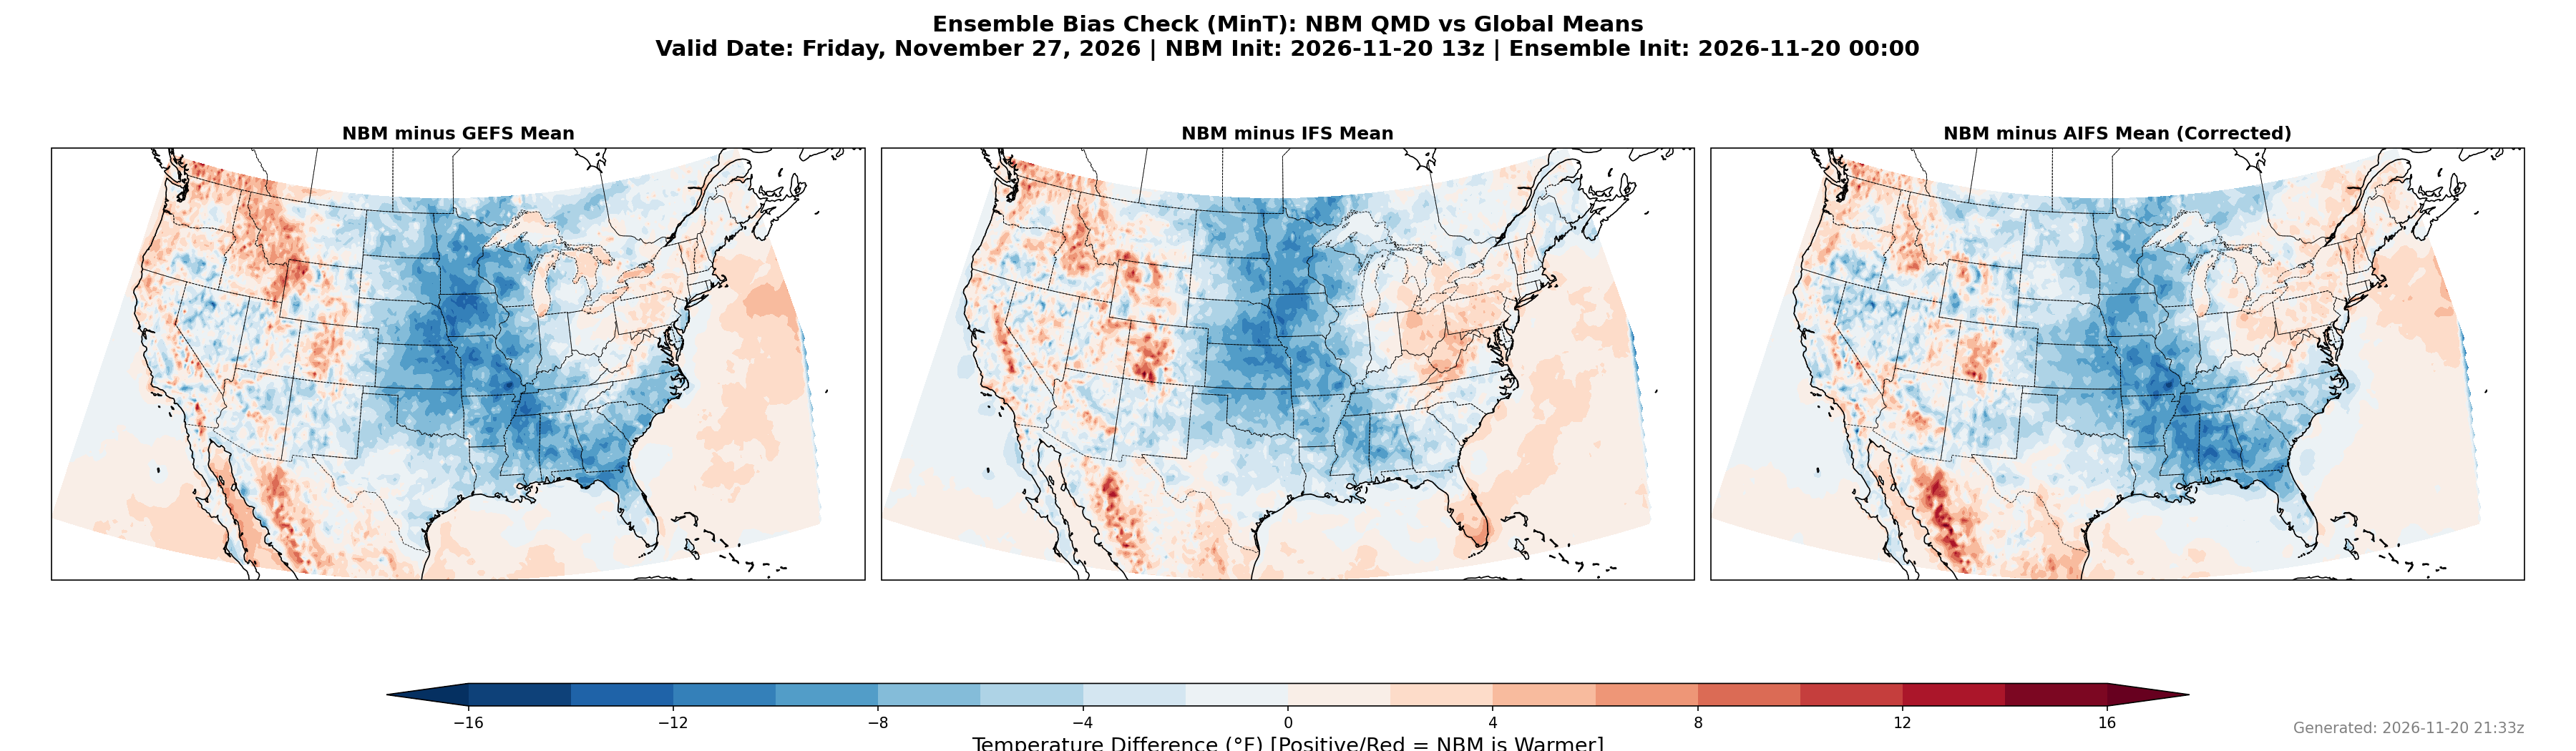 Ensemble Bias Check (MinT): NBM QMD vs Global Means
Valid Date: Friday, November 27, 2026 | NBM Init: 2026-11-20 13z | Ensemble Init: 2026-11-20 00:00
NBM minus GEFS Mean
NBM minus IFS Mean
NBM minus AIFS Mean (Corrected)
−16 −12 −8 −4 0 4 8 12 16
Generated: 2026-11-20 21:33z
Temperature Difference (°F) [Positive/Red = NBM is Warmer]